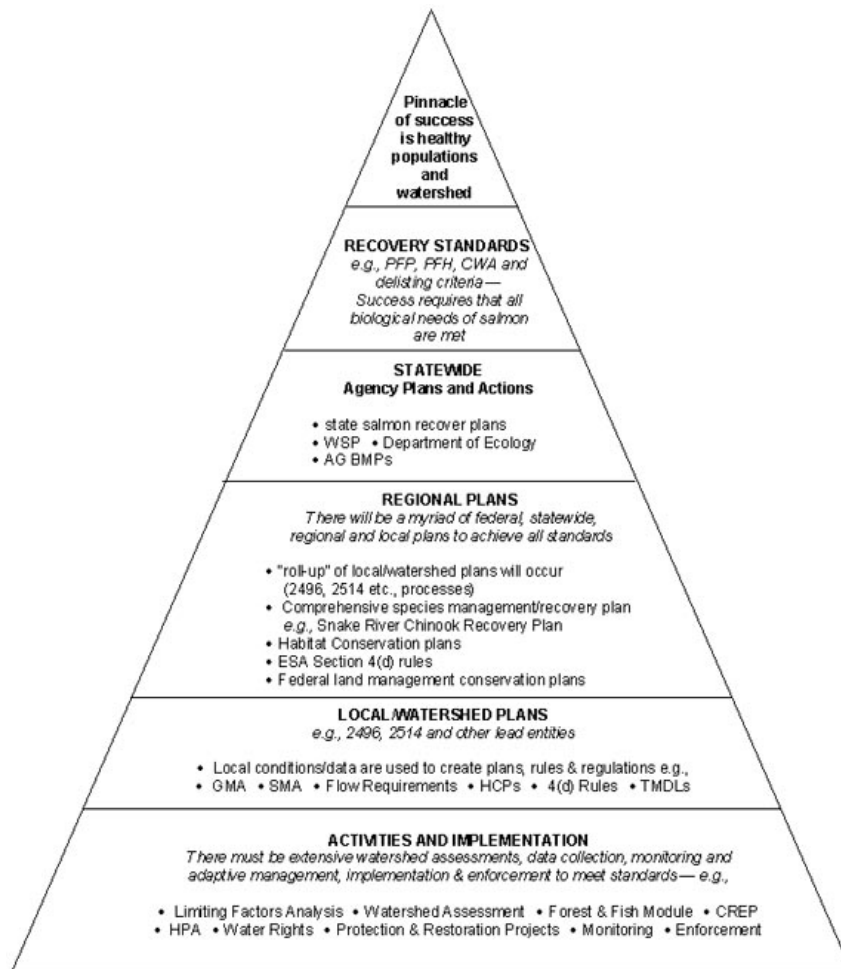 Pinnacle
of success
is healthy
populations
and
watershed
RECOVERY STANDARDS
e.g., PFP, PFH, CWA and
delisting criteria —
Success requires that all
biological needs of salmon
are met
STATEWIDE
Agency Plans and Actions
• state salmon recover plans
• WSP • Department of Ecology
• AG BMPs
REGIONAL PLANS
There will be a myriad of federal, statewide,
regional and local plans to achieve all standards
• "roll-up" of local/watershed plans will occur
(2496, 2514 etc., processes)
• Comprehensive species management/recovery plan
e.g., Snake River Chinook Recovery Plan
• Habitat Conservation plans
• ESA Section 4(d) rules
• Federal land management conservation plans
LOCAL/WATERSHED PLANS
e.g., 2496, 2514 and other lead entities
• Local conditions/data are used to create plans, rules & regulations e.g.,
• GMA • SMA • Flow Requirements • HCPs • 4(d) Rules • TMDLs
ACTIVITIES AND IMPLEMENTATION
There must be extensive watershed assessments, data collection, monitoring and
adaptive management, implementation & enforcement to meet standards — e.g.,
• Limiting Factors Analysis • Watershed Assessment • Forest & Fish Module • CREP
• HPA • Water Rights • Protection & Restoration Projects • Monitoring • Enforcement